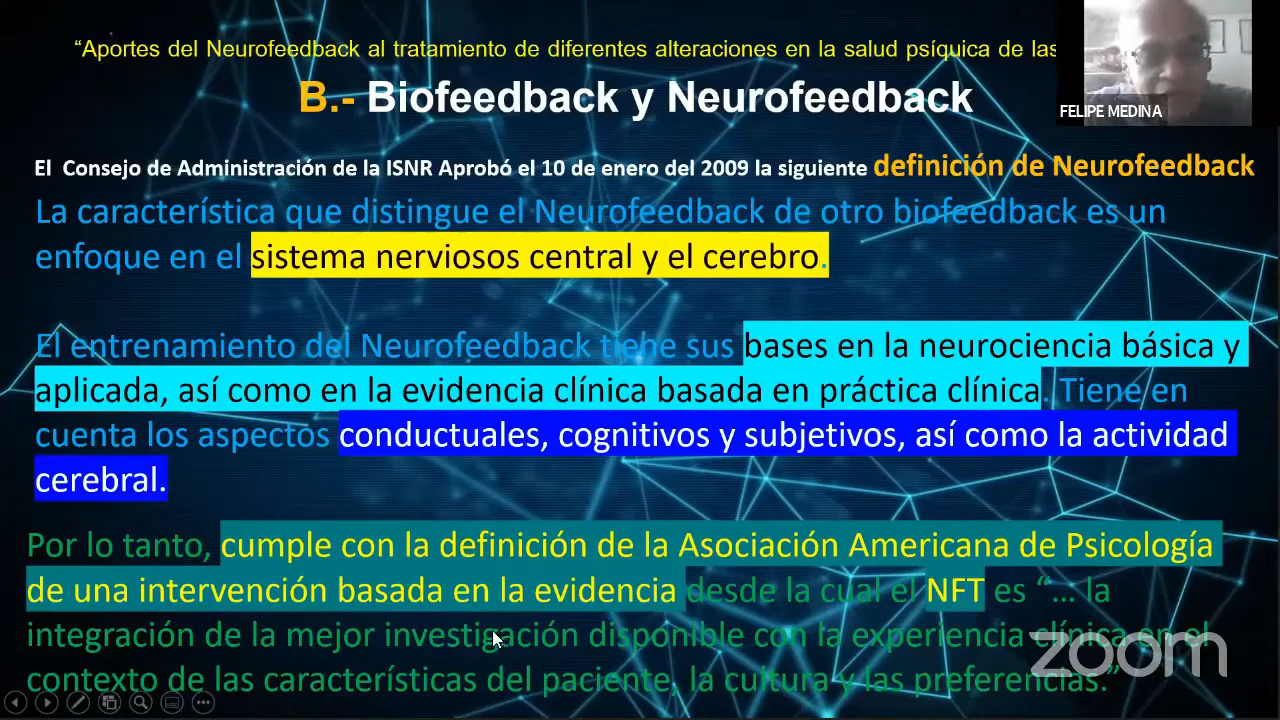 “Aportes del Neurofeedback al tratamiento de diferentes alteraciones en la salud psíquica de las
FELIPE MEDINA
B.- Biofeedback y Neurofeedback
El Consejo de Administración de la ISNR Aprobó el 10 de enero del 2009 la siguiente definición de Neurofeedback
La característica que distingue el Neurofeedback de otro biofeedback es un
enfoque en el sistema nerviosos central y el cerebro.
El entrenamiento del Neurofeedback tiene sus bases en la neurociencia básica y
aplicada, así como en la evidencia clínica basada en práctica clínica. Tiene en
cuenta los aspectos conductuales, cognitivos y subjetivos, así como la actividad
cerebral.
Por lo tanto, cumple con la definición de la Asociación Americana de Psicología
de una intervención basada en la evidencia desde la cual el NFT es “… la
integración de la mejor investigación disponible con la experiencia clínica en el
contexto de las características del paciente, la cultura y las preferencias.”
zoom